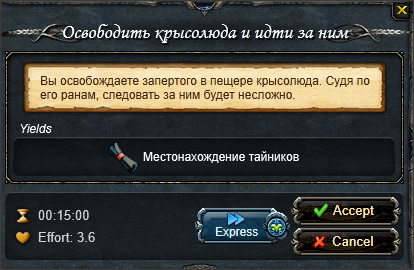 Освободить крысолюда и идти за ним
Вы освобождаете запертого в пещере крысолюда. Судя по
его ранам, следовать за ним будет несложно.
Yields
Местонахождение тайников
00:15:00
Effort: 3.6
Express
Accept
Cancel